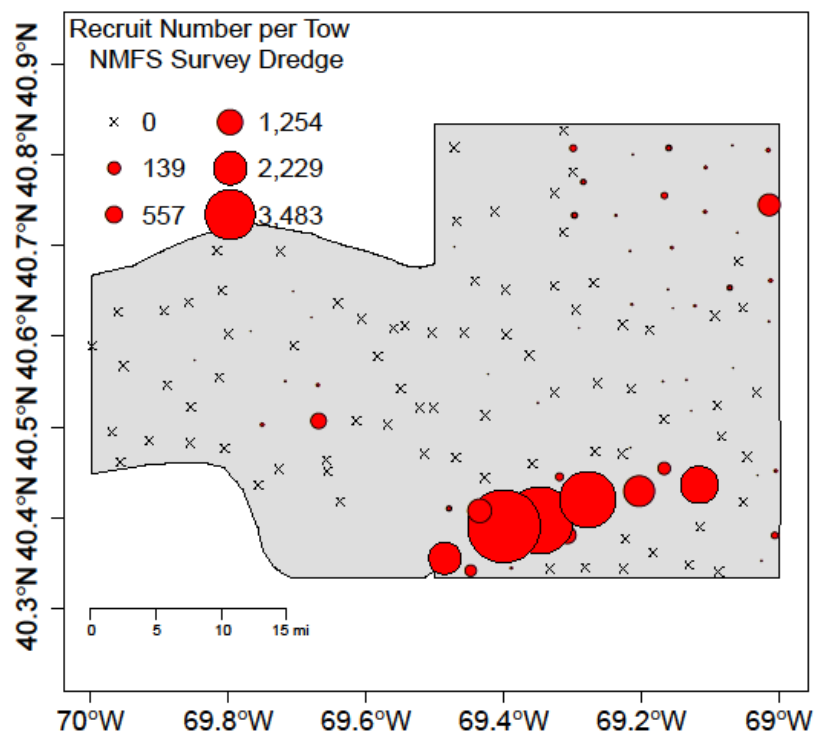 Recruit Number per Tow
NMFS Survey Dredge
0 1,254
139 2,229
557 3,483
40.9°N
40.8°N
40.7°N
40.6°N
40.5°N
40.4°N
40.3°N
0 5 10 15 mi
70°W 69.8°W 69.6°W 69.4°W 69.2°W 69°W